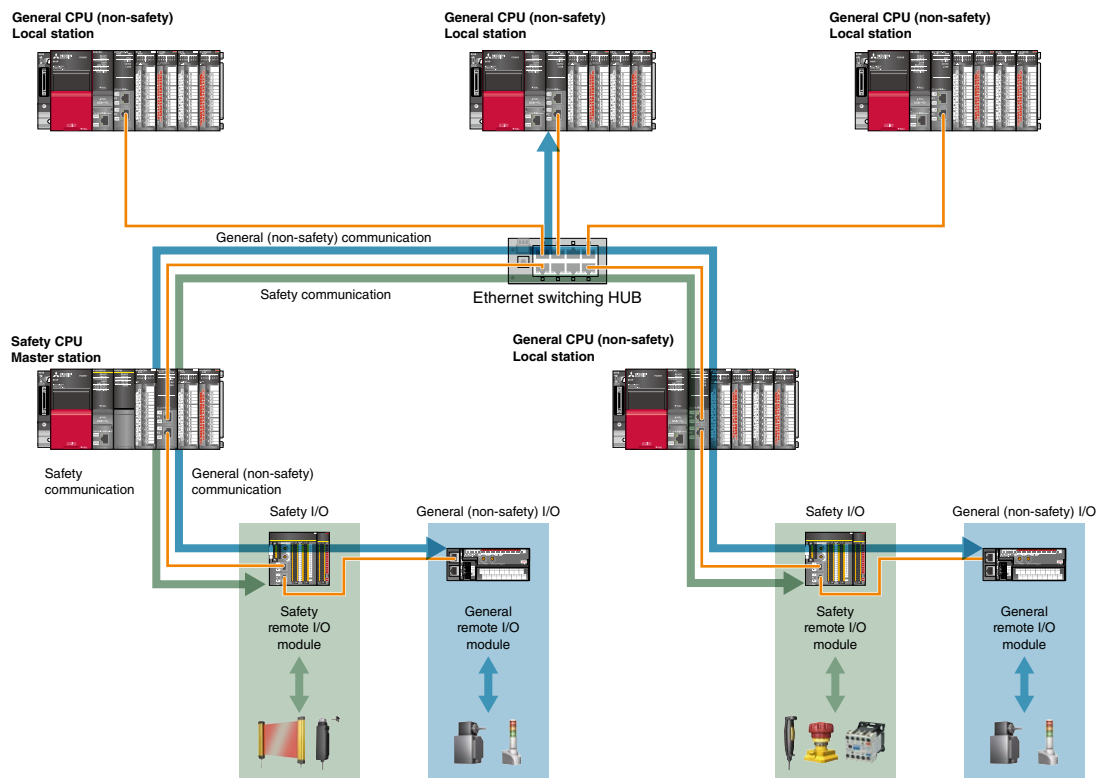 General CPU (non-safety)
Local station
General CPU (non-safety)
Local station
General CPU (non-safety)
Local station
General (non-safety) communication
Safety communication
Ethernet switching HUB
Safety CPU
Master station
General CPU (non-safety)
Local station
Safety
communication
General (non-safety)
communication
Safety I/O
General (non-safety) I/O
Safety I/O
General (non-safety) I/O
Safety
remote I/O
module
General
remote I/O
module
Safety
remote I/O
module
General
remote I/O
module